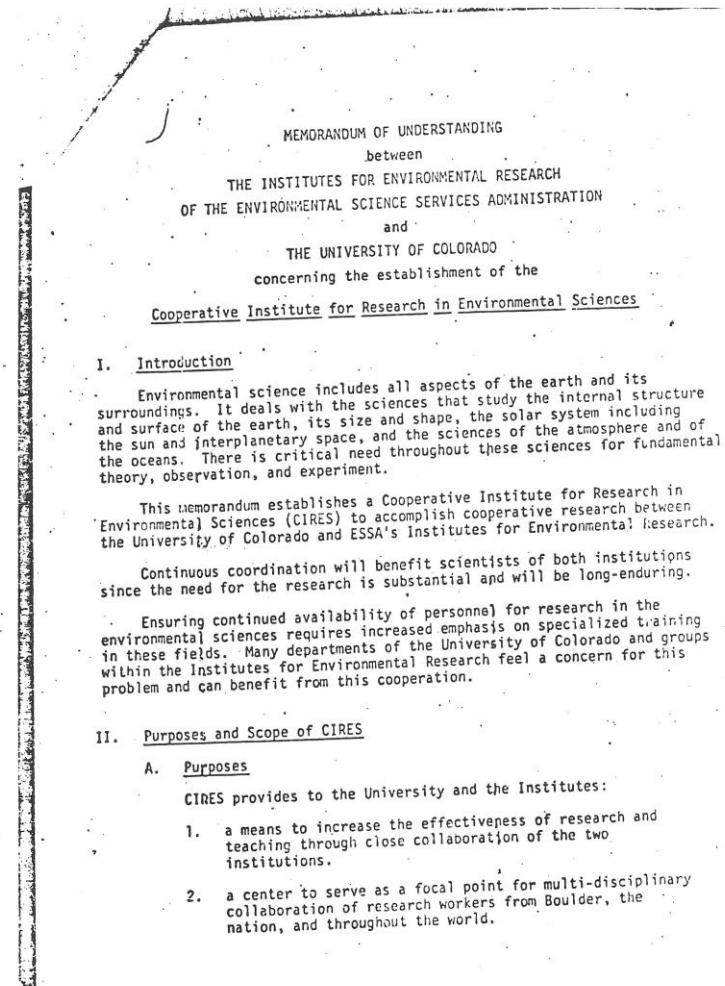 MEMORANDUM OF UNDERSTANDING
between
THE INSTITUTES FOR ENVIRONMENTAL RESEARCH
OF THE ENVIRONMENTAL SCIENCE SERVICES ADMINISTRATION
and
THE UNIVERSITY OF COLORADO
concerning the establishment of the
Cooperative Institute for Research in Environmental Sciences
I. Introduction
Environmental science includes all aspects of the earth and its
surroundings. It deals with the sciences that study the internal structure
and surface of the earth, its size and shape, the solar system including
the sun and interplanetary space, and the sciences of the atmosphere and of
the oceans. There is critical need throughout these sciences for fundamental
theory, observation, and experiment.
This memorandum establishes a Cooperative Institute for Research in
Environmental Sciences (CIRES) to accomplish cooperative research between
the University of Colorado and ESSA's Institutes for Environmental Research.
Continuous coordination will benefit scientists of both institutions
since the need for the research is substantial and will be long-enduring.
Ensuring continued availability of personnel for research in the
environmental sciences requires increased emphasis on specialized training
in these fields. Many departments of the University of Colorado and groups
within the Institutes for Environmental Research feel a concern for this
problem and can benefit from this cooperation.
II. Purposes and Scope of CIRES
A. Purposes
CIRES provides to the University and the Institutes:
1. a means to increase the effectiveness of research and
teaching through close collaboration of the two
institutions.
2. a center to serve as a focal point for multi-disciplinary
collaboration of research workers from Boulder, the
nation, and throughout the world.